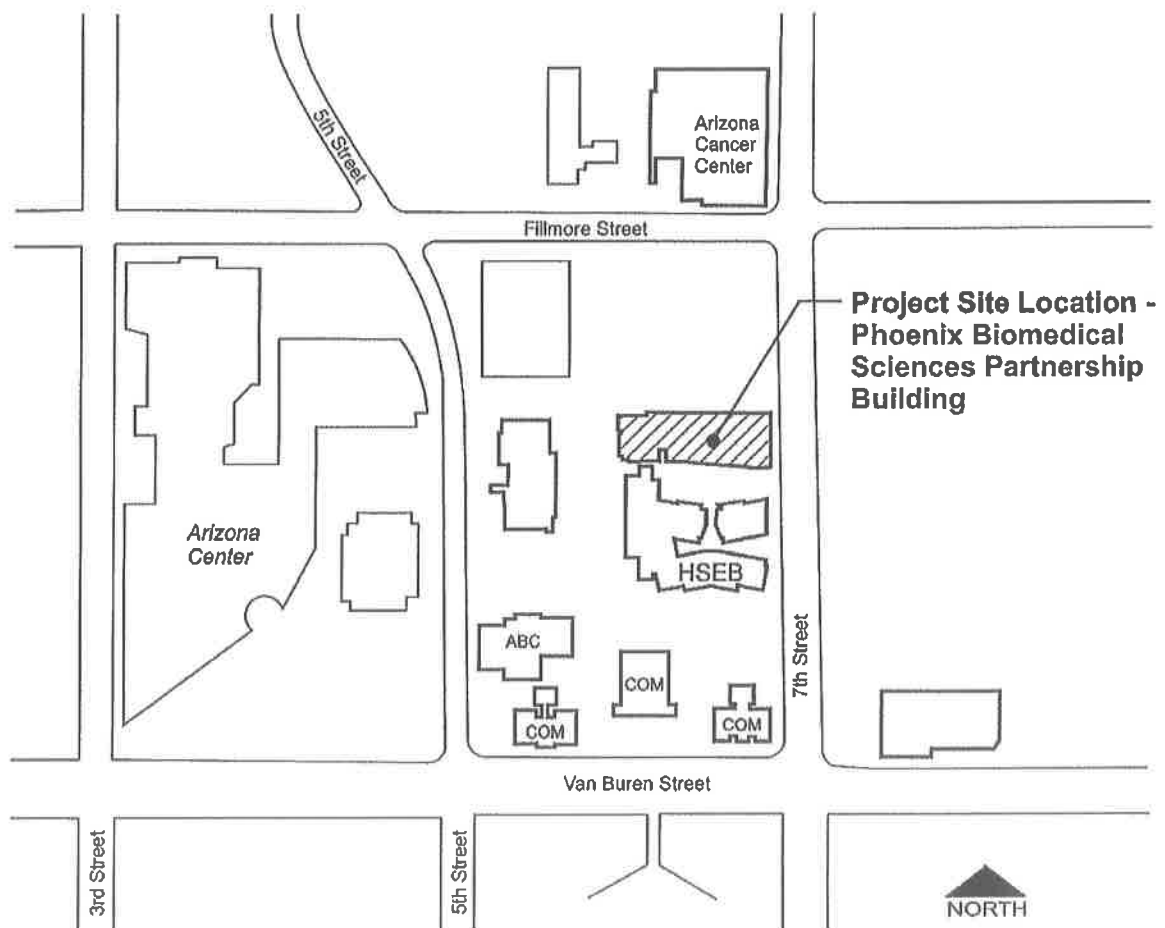 5th Street
Arizona
Cancer
Center
Fillmore Street
Project Site Location -
Phoenix Biomedical
Sciences Partnership
Building
Arizona
Center
HSEB
ABC
COM
COM
COM
7th Street
Van Buren Street
3rd Street
5th Street
NORTH